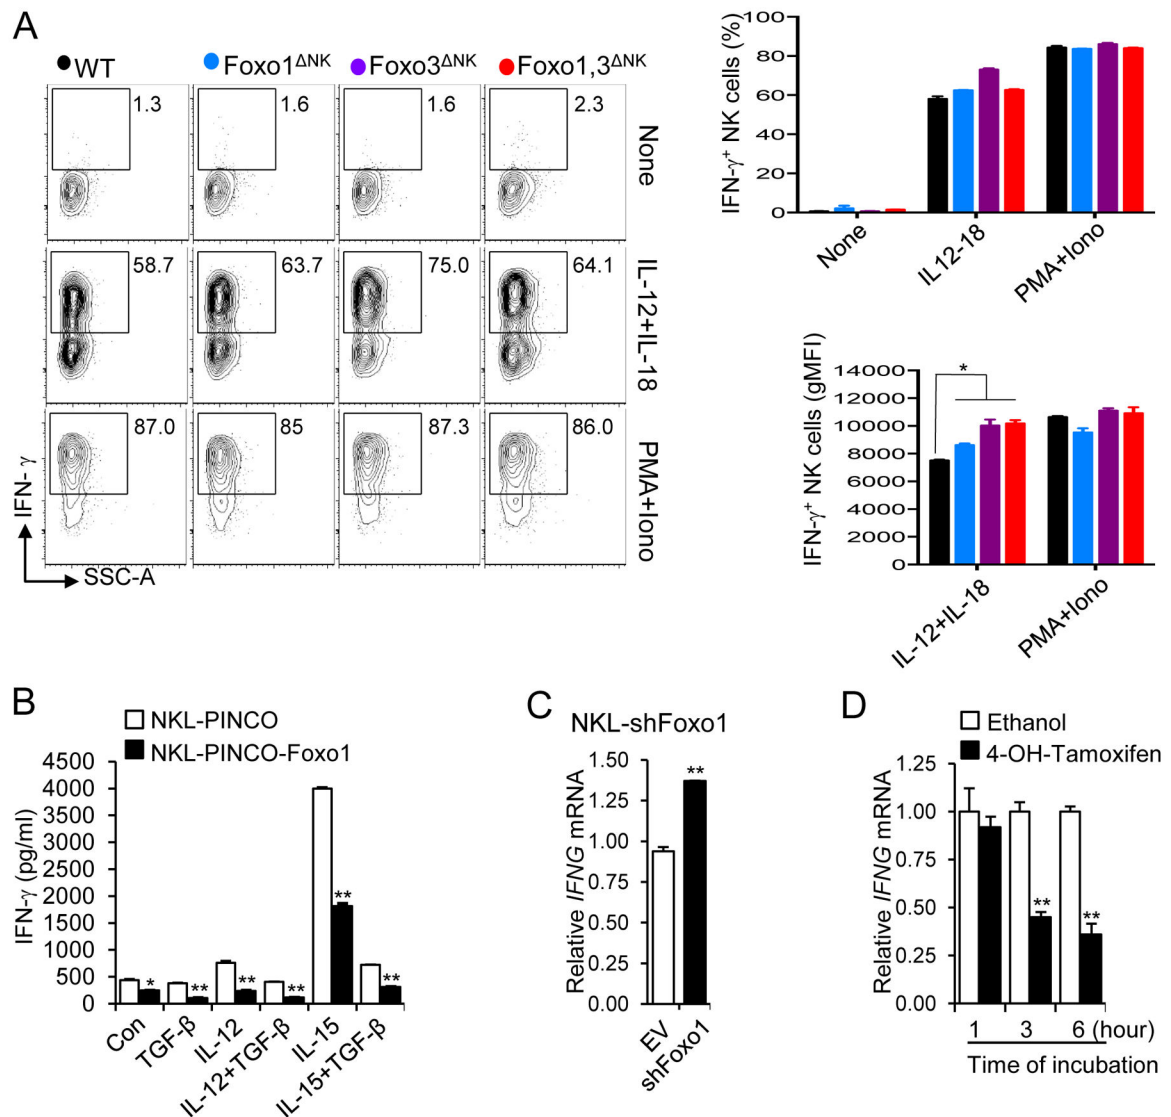 A
WT
Foxo1ΔNK
Foxo3ΔNK
Foxo1,3ΔNK
1.3
1.6
1.6
2.3
None
58.7
63.7
75.0
64.1
IL-12+IL-18
87.0
85
87.3
86.0
PMA+Iono
IFN- γ
SSC-A
IFN-γ+ NK cells (%)
100
80
60
40
20
0
None
IL12-18
PMA+Iono
IFN-γ+ NK cells (gMFI)
14000
12000
10000
8000
6000
4000
2000
0
*
IL-12+IL-18
PMA+Iono
B
NKL-PINCO
NKL-PINCO-Foxo1
IFN-γ (pg/ml)
4500
4000
3500
3000
2500
2000
1500
1000
500
0
*
**
**
**
**
**
Con
TGF-β
IL-12
IL-12+TGF-β
IL-15
IL-15+TGF-β
C
NKL-shFoxo1
Relative IFNG mRNA
1.50
1.25
1.00
0.75
0.50
0.25
0.00
**
EV
shFoxo1
D
Ethanol
4-OH-Tamoxifen
Relative IFNG mRNA
1.25
1.00
0.75
0.50
0.25
0.00
**
**
1 3 6 (hour)
Time of incubation